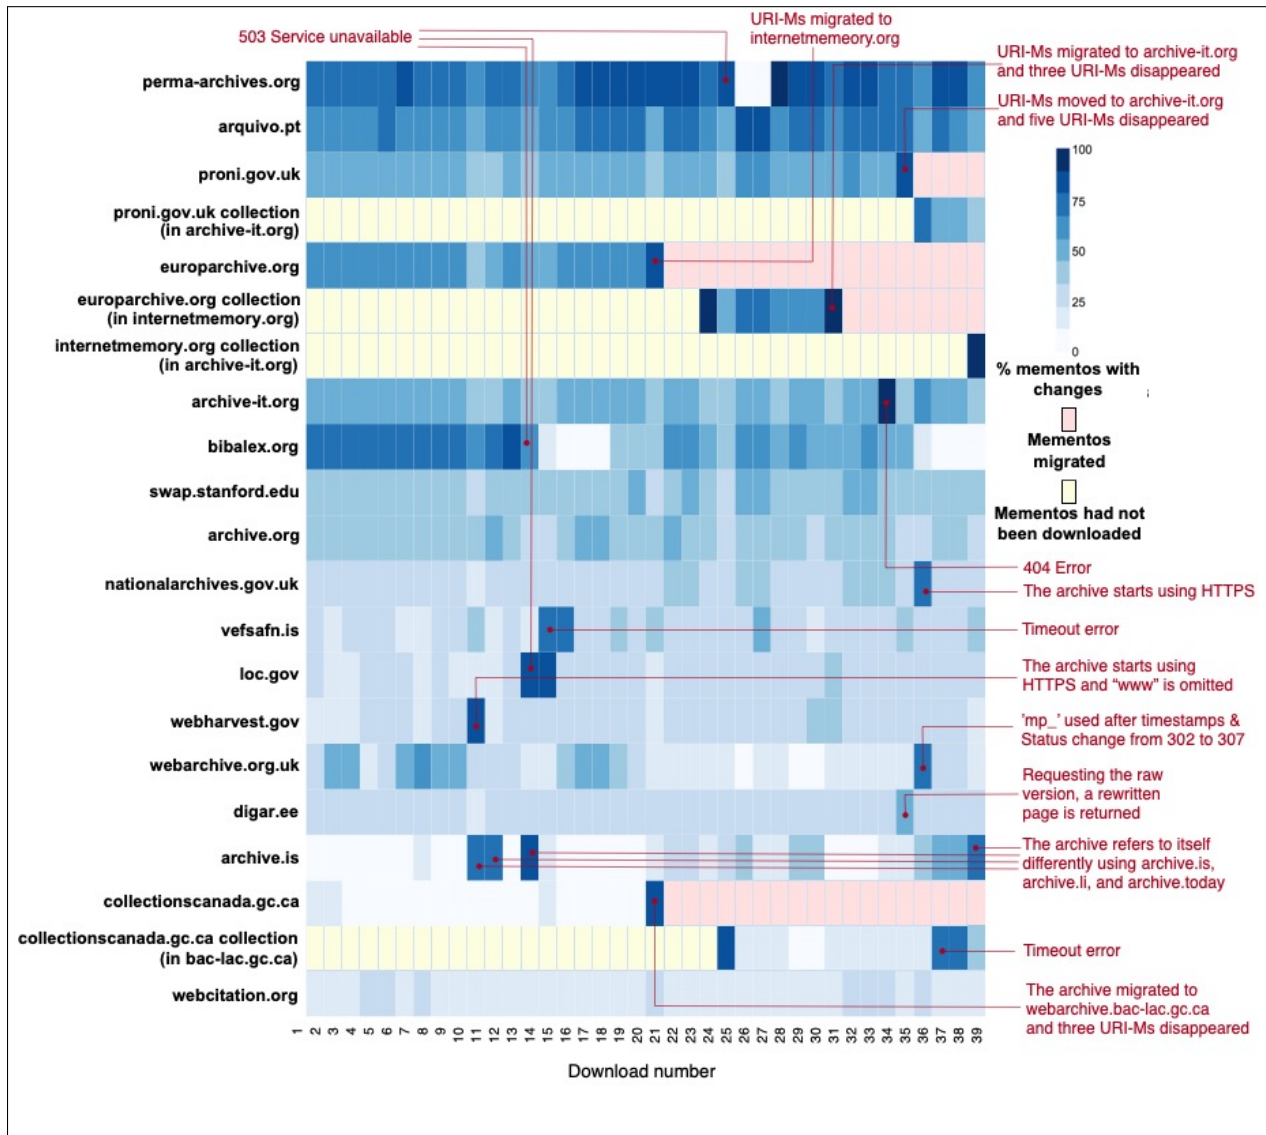 503 Service unavailable
URI-Ms migrated to
internetmemeory.org
URI-Ms migrated to archive-it.org
and three URI-Ms disappeared
URI-Ms moved to archive-it.org
and five URI-Ms disappeared
perma-archives.org
arquivo.pt
proni.gov.uk
proni.gov.uk collection
(in archive-it.org)
europarchive.org
europarchive.org collection
(in internetmemory.org)
internetmemory.org collection
(in archive-it.org)
archive-it.org
bibalex.org
swap.stanford.edu
archive.org
nationalarchives.gov.uk
vefsafn.is
loc.gov
webharvest.gov
webarchive.org.uk
digar.ee
archive.is
collectionscanada.gc.ca
collectionscanada.gc.ca collection
(in bac-lac.gc.ca)
webcitation.org
100
75
50
25
0
% mementos with
changes
Mementos
migrated
Mementos had not
been downloaded
404 Error
The archive starts using HTTPS
Timeout error
The archive starts using
HTTPS and “www” is omitted
'mp_' used after timestamps &
Status change from 302 to 307
Requesting the raw
version, a rewritten
page is returned
The archive refers to itself
differently using archive.is,
archive.li, and archive.today
Timeout error
The archive migrated to
webarchive.bac-lac.gc.ca
and three URI-Ms disappeared
1 2 3 4 5 6 7 8 9 10 11 12 13 14 15 16 17 18 19 20 21 22 23 24 25 26 27 28 29 30 31 32 33 34 35 36 37 38 39
Download number